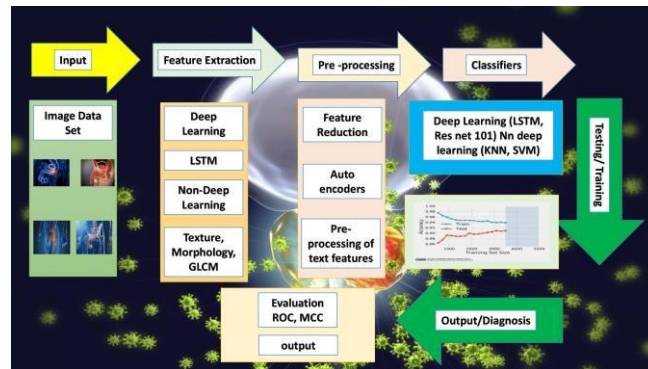 Input
Feature Extraction
Pre -processing
Classifiers
Image Data
Set
Deep
Learning
LSTM
Non-Deep
Learning
Texture,
Morphology,
GLCM
Feature
Reduction
Auto
encoders
Pre-
processing of
text features
Deep Learning (LSTM,
Res net 101) Nn deep
learning (KNN, SVM)
Train
Test
Training Set Size
Testing/ Training
Evaluation
ROC, MCC
output
Output/Diagnosis